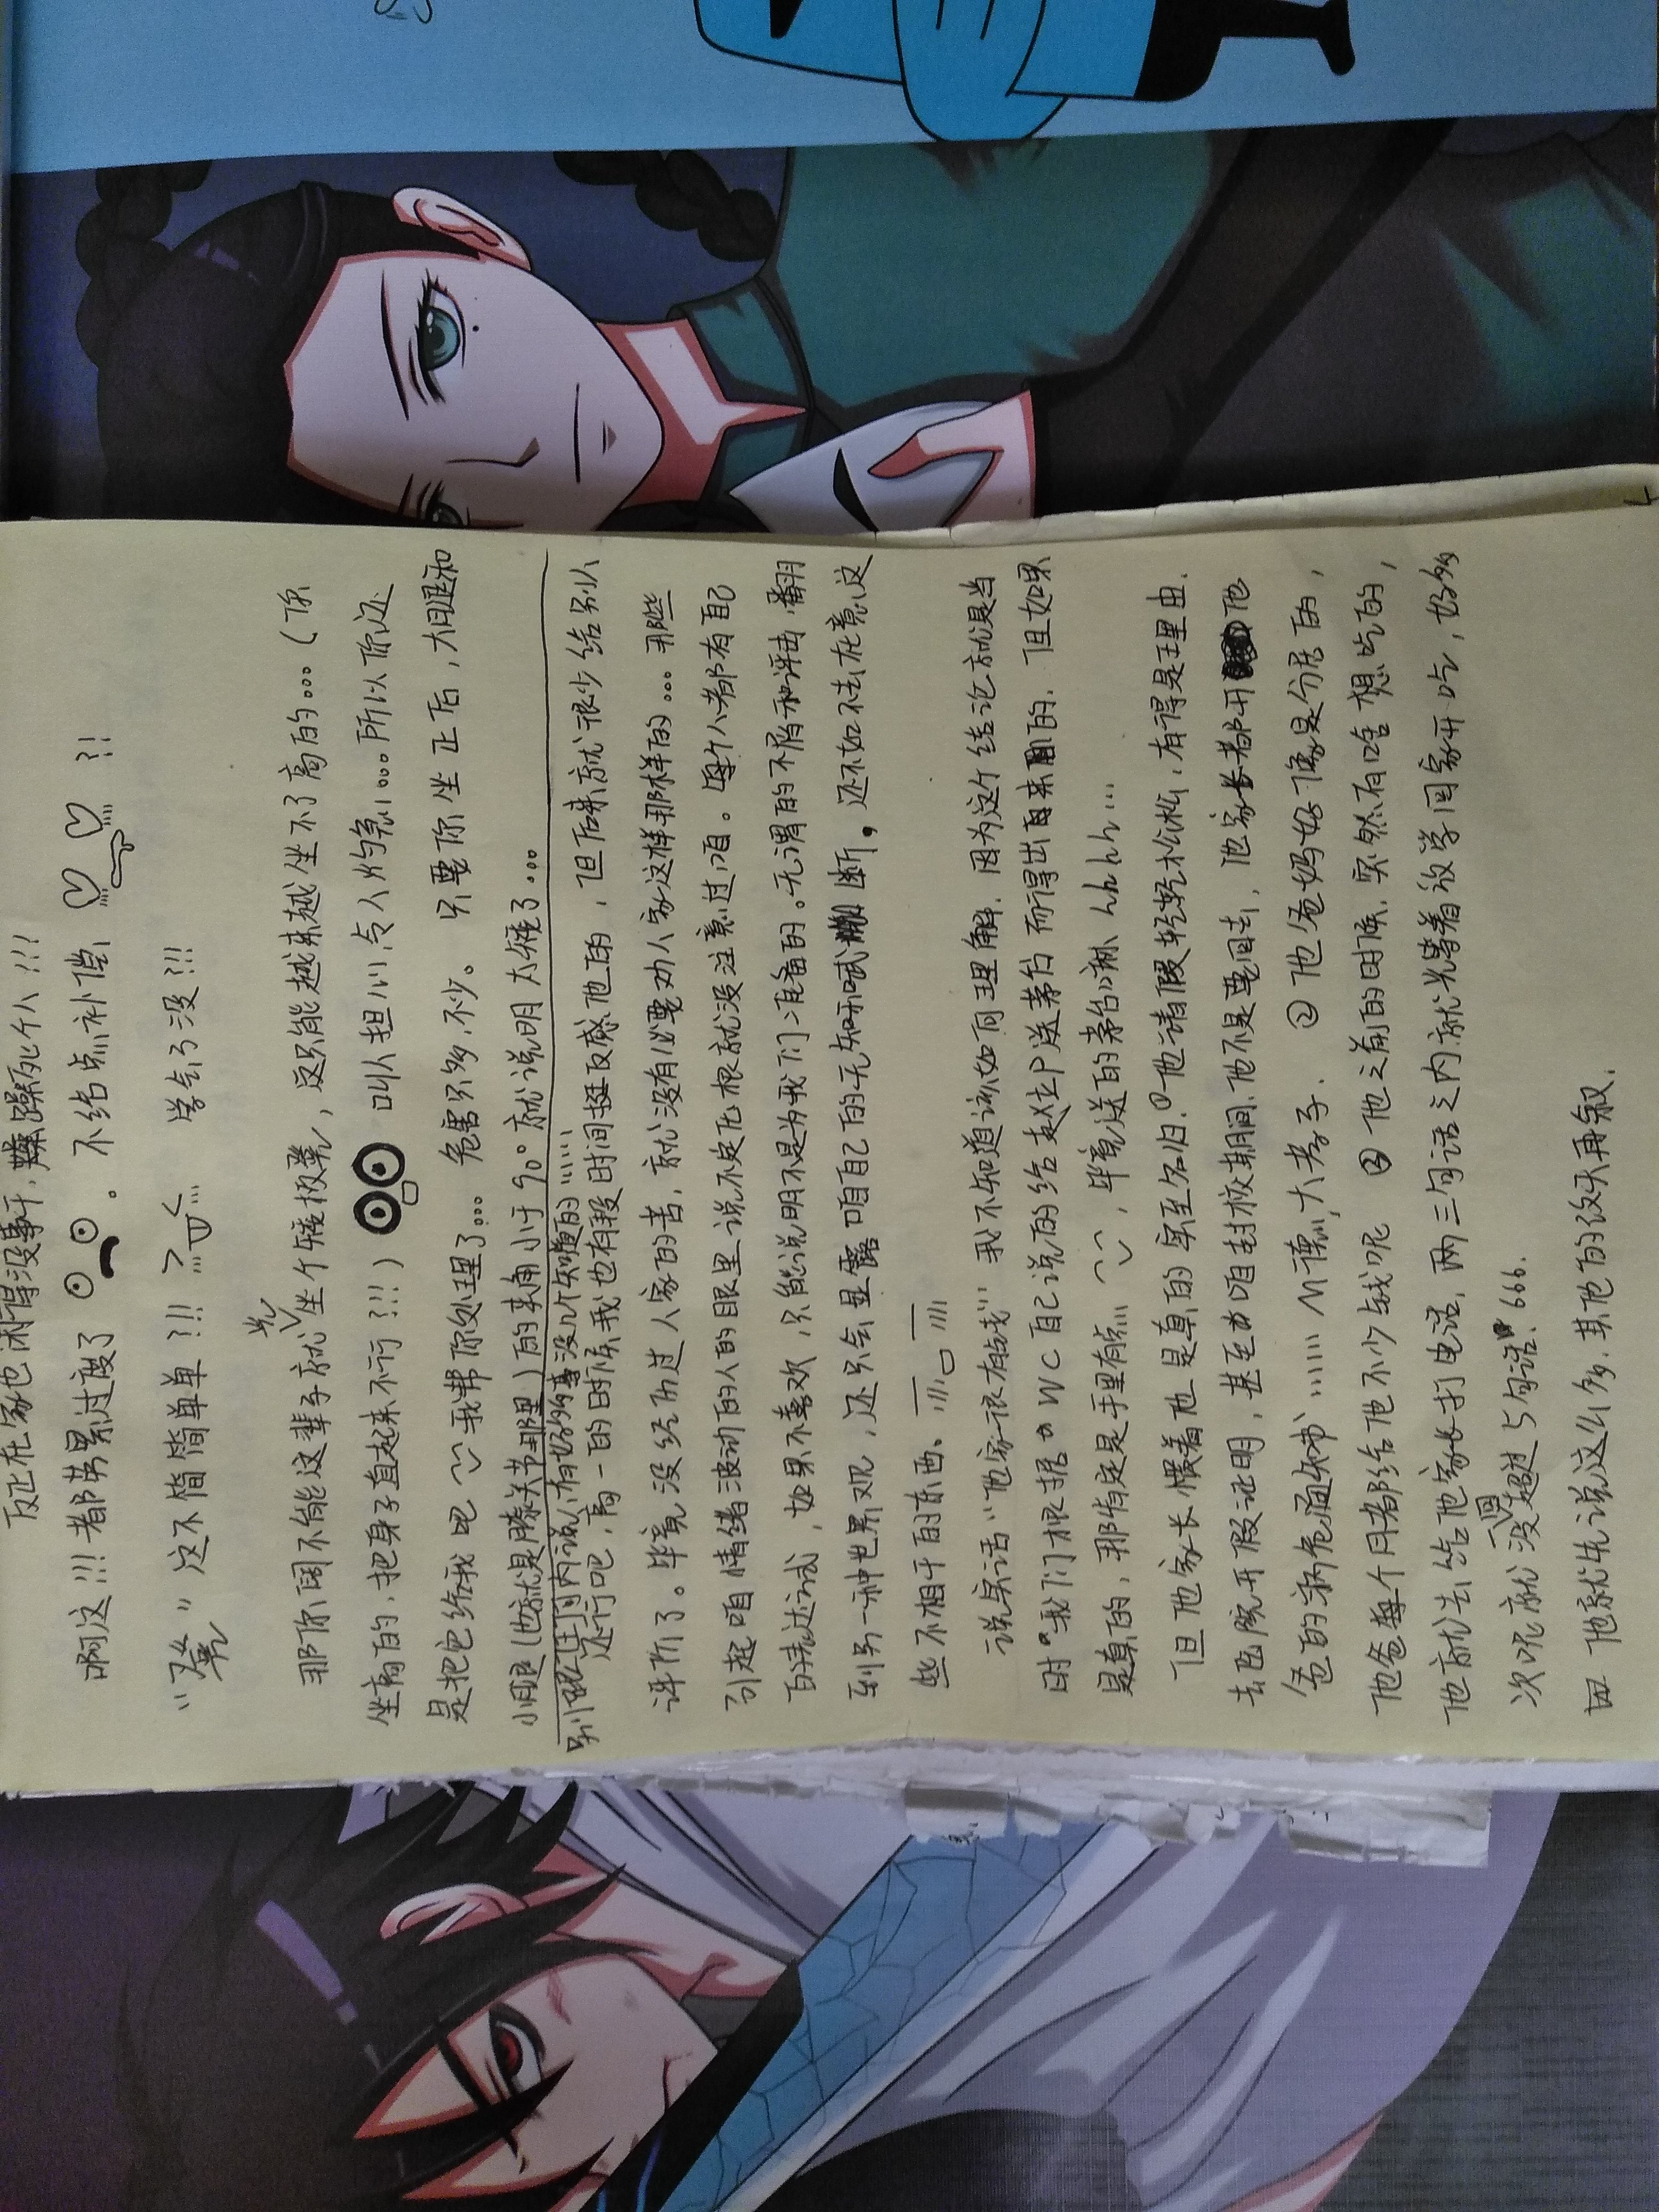 反正在家也闲得没事干,躁死个人!!!
啊这!!!都劳累过度了 。不给点补偿 ?!
“凳”这不简简单单?!!  学会了没?!!
光
那你阔不能这辈子就坐个矮板凳,这只能越来越坐不了高的...(你
坐高的,把身子直起来不行?!!) 叫人担心,令人灼急...所以你还
是把它给我吧 我帮你处理了... 危害只多,不少。只要你坐正后,大腿和
小腿(也就是膝关节那里)的夹角小于90°就说明太矮了...
别跟任何内说,有好多事没几个知道的……
还行吧,高一的时候我也有段时间挺反感他的,但后来就很少给别人
评价了。毕竟没经历过人家的苦,就没有必要劝人家这样那样的...那些
引起咱情绪波动的人的眼里说不定压根就没注意过咱。每个人都有自己
的表达方式,如果不喜欢,只能说明不是为我们准备的。无谓的不屑和评击,翻
到另一种世界观,还只会显露咱自己的无知和武断。还不如不去在意这
些不相干的东西。
说实话“他家很有钱”我不知道该如何理解,因为这个结论就是当
时我们根据WC自己说的给赵位P送茅台而得出来的,但如果
是真的,那肯定是手里有点 ,毕竟送的茅台嘛 hhhh...
但他家长惯着他是真的实至名归.①他请假轻轻松松,有得是理由.
去医院开假证明,甚至咱封校期间,他不是要回去,他家长都开他
爸的病危通知书…… M德,大孝子. ②他爸妈好像是分居的,
他爸每个月都给他不少钱呢 ③他之前的时候,突然有啥想吃的,
他就去给他家长打电话,两三句话之内就光等着放学回家开吃,好多
一回
次呢就没超过5句话.666.
他就先说这么多,其他的改天再叙.